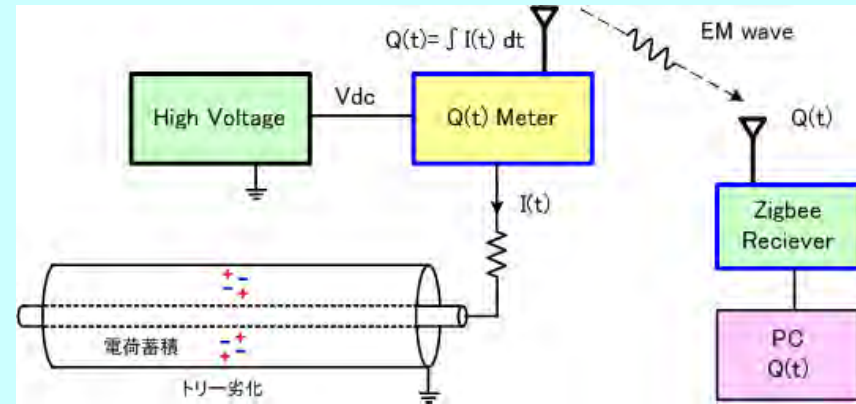 Q(t)= ∫ I(t) dt
EM wave
High Voltage
Vdc
Q(t) Meter
Q(t)
I(t)
Zigbee
Reciever
電荷蓄積
トリー劣化
PC
Q(t)